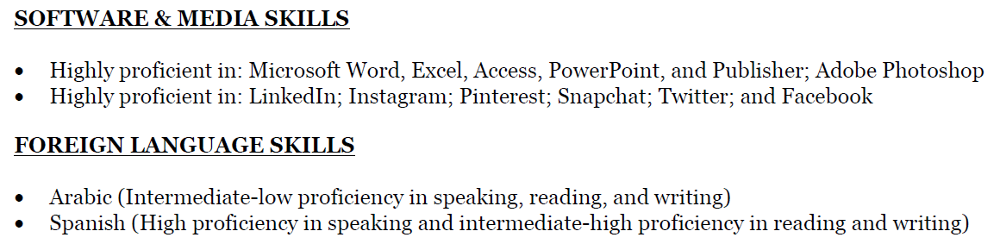 SOFTWARE & MEDIA SKILLS
• Highly proficient in: Microsoft Word, Excel, Access, PowerPoint, and Publisher; Adobe Photoshop
• Highly proficient in: LinkedIn; Instagram; Pinterest; Snapchat; Twitter; and Facebook
FOREIGN LANGUAGE SKILLS
• Arabic (Intermediate-low proficiency in speaking, reading, and writing)
• Spanish (High proficiency in speaking and intermediate-high proficiency in reading and writing)